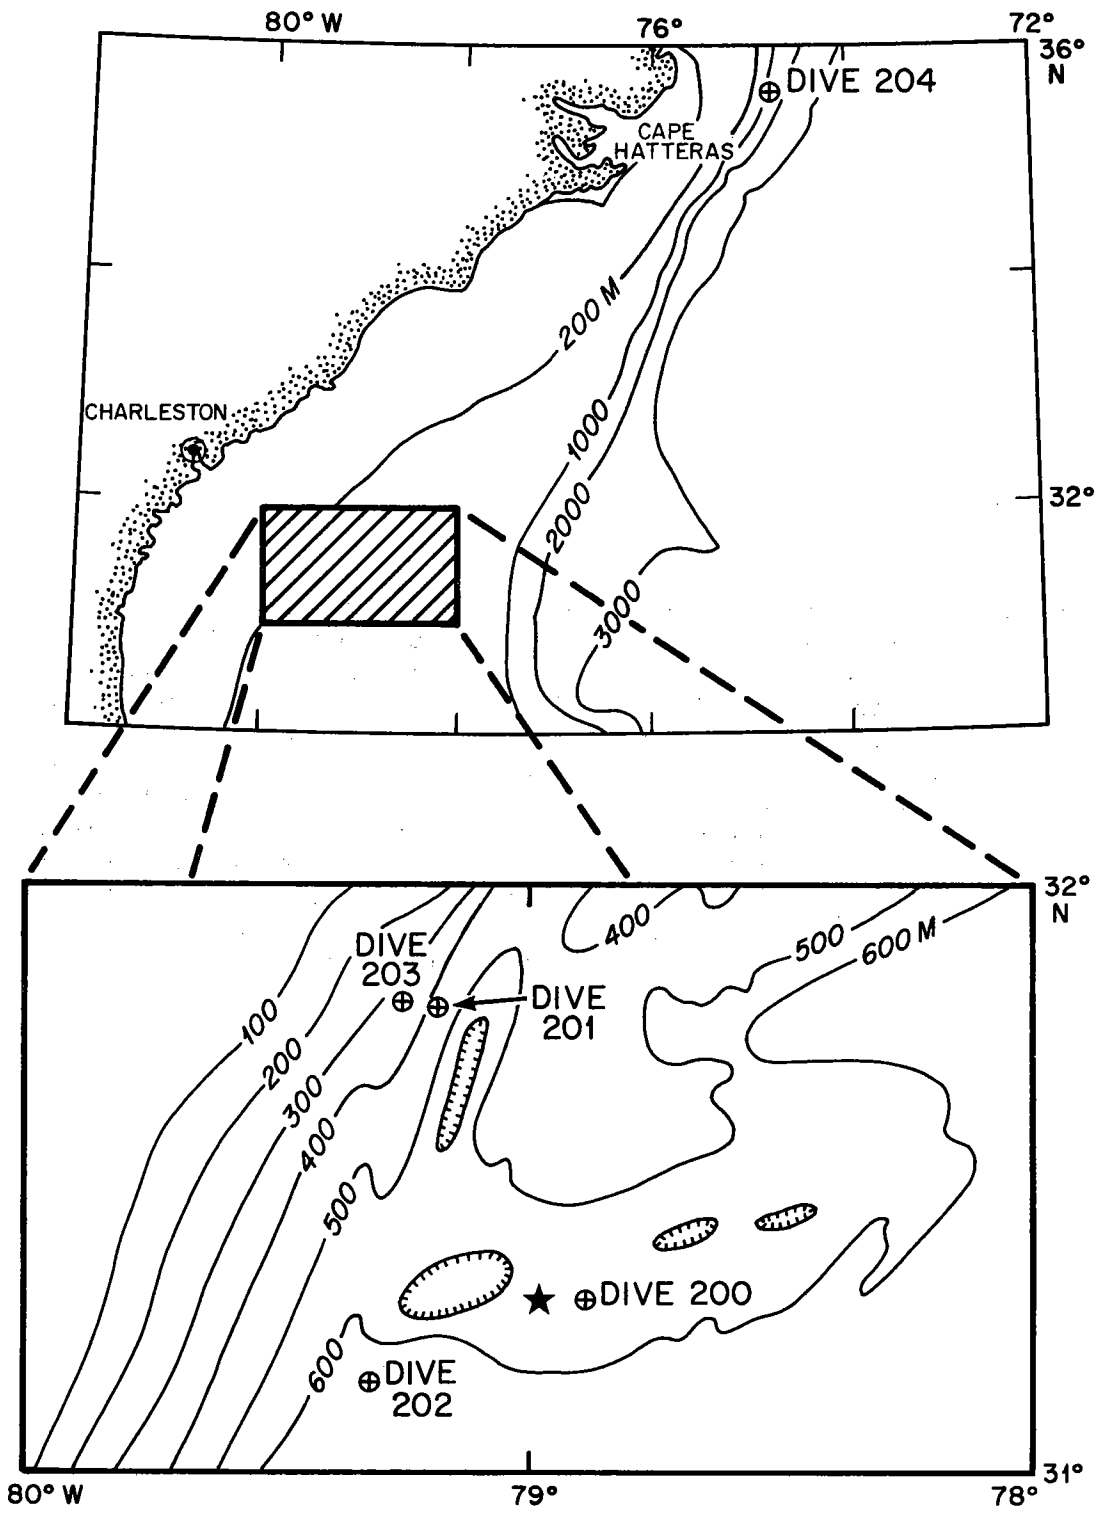 80° W
76°
72°
36°
N
DIVE 204
CAPE
HATTERAS
200 M
CHARLESTON
1000
2000
32°
3000
32°
N
400
500
600 M
DIVE
203
DIVE
201
100
200
300
400
500
DIVE 200
600
DIVE
202
31°
80° W
79°
78°